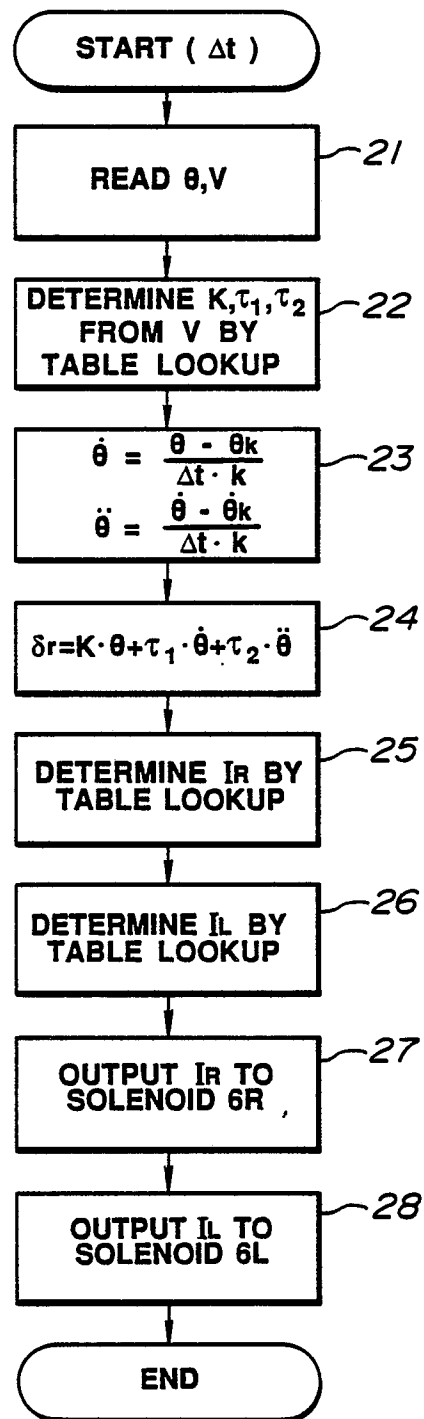 START ( Δt )
READ θ,V
21
DETERMINE K,τ₁,τ₂
FROM V BY
TABLE LOOKUP
22
θ̇ = (θ - θk) / (Δt · k)
θ̈ = (θ̇ - θ̇k) / (Δt · k)
23
δr=K·θ+τ₁·θ̇+τ₂·θ̈
24
DETERMINE IR BY
TABLE LOOKUP
25
DETERMINE IL BY
TABLE LOOKUP
26
OUTPUT IR TO
SOLENOID 6R
27
OUTPUT IL TO
SOLENOID 6L
28
END